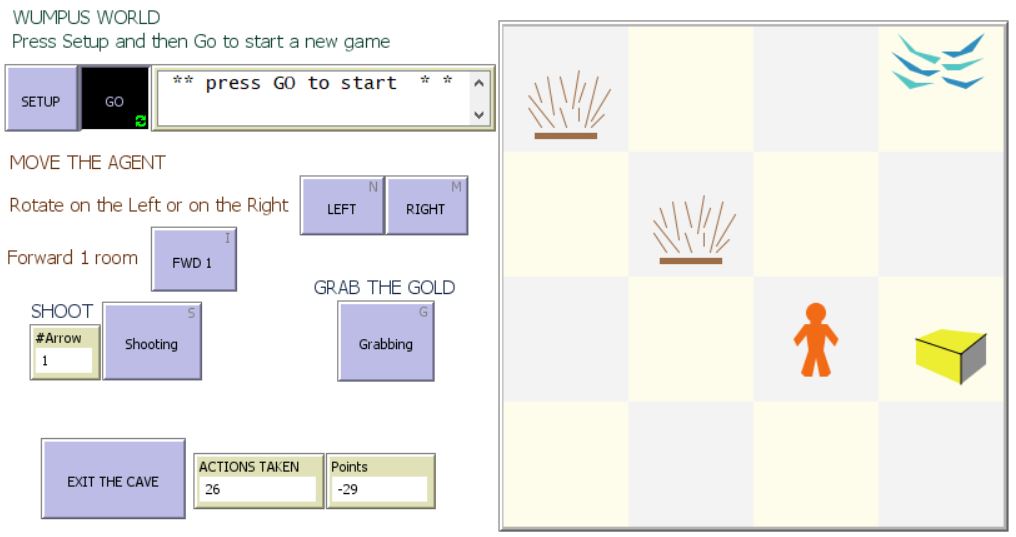 WUMPUS WORLD
Press Setup and then Go to start a new game
SETUP
GO
** press GO to start * *
MOVE THE AGENT
Rotate on the Left or on the Right
N
LEFT
M
RIGHT
Forward 1 room
I
FWD 1
GRAB THE GOLD
SHOOT
#Arrow
1
S
Shooting
G
Grabbing
EXIT THE CAVE
ACTIONS TAKEN
26
Points
-29